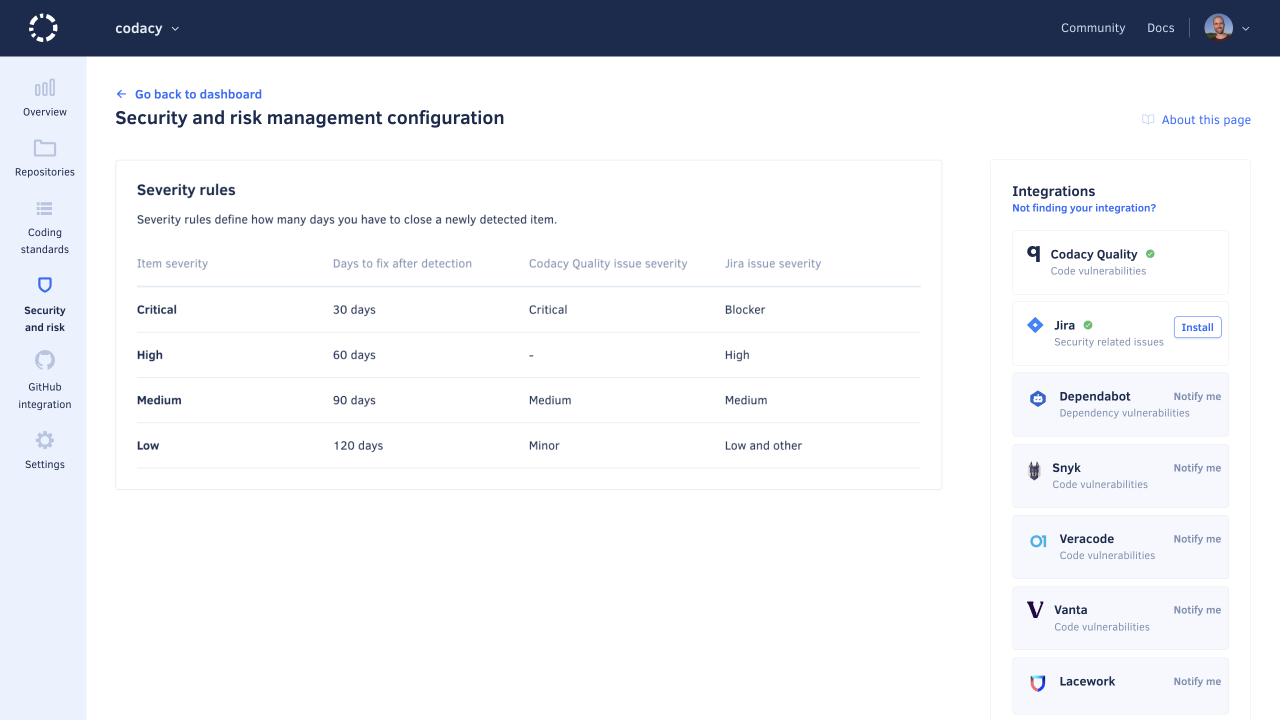 codacy
Community
Docs
Overview
Repositories
Coding
standards
Security
and risk
GitHub
integration
Settings
Go back to dashboard
Security and risk management configuration
About this page
Severity rules
Severity rules define how many days you have to close a newly detected item.
Item severity Days to fix after detection Codacy Quality issue severity Jira issue severity
Critical 30 days Critical Blocker
High 60 days - High
Medium 90 days Medium Medium
Low 120 days Minor Low and other
Integrations
Not finding your integration?
Codacy Quality
Code vulnerabilities
Jira Install
Security related issues
Dependabot Notify me
Dependency vulnerabilities
Snyk Notify me
Code vulnerabilities
Veracode Notify me
Code vulnerabilities
Vanta Notify me
Code vulnerabilities
Lacework Notify me